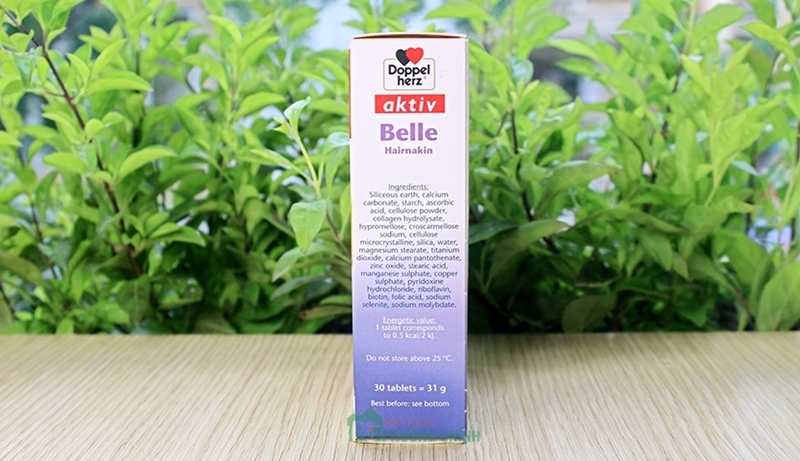 Doppel
herz®
aktiv
Belle
Hairnakin
Ingredients:
Siliceous earth, calcium
carbonate, starch, ascorbic
acid, cellulose powder,
collagen hydrolysate,
hypromellose, croscarmellose
sodium, cellulose
microcrystalline, silica, water,
magnesium stearate, titanium
dioxide, calcium pantothenate,
zinc oxide, stearic acid,
manganese sulphate, copper
sulphate, pyridoxine
hydrochloride, riboflavin,
biotin, folic acid, sodium
selenite, sodium molybdate.
Energetic value:
1 tablet corresponds
to 0.5 kcal/2 kJ.
Do not store above 25 °C.
30 tablets = 31 g
Best before: see bottom